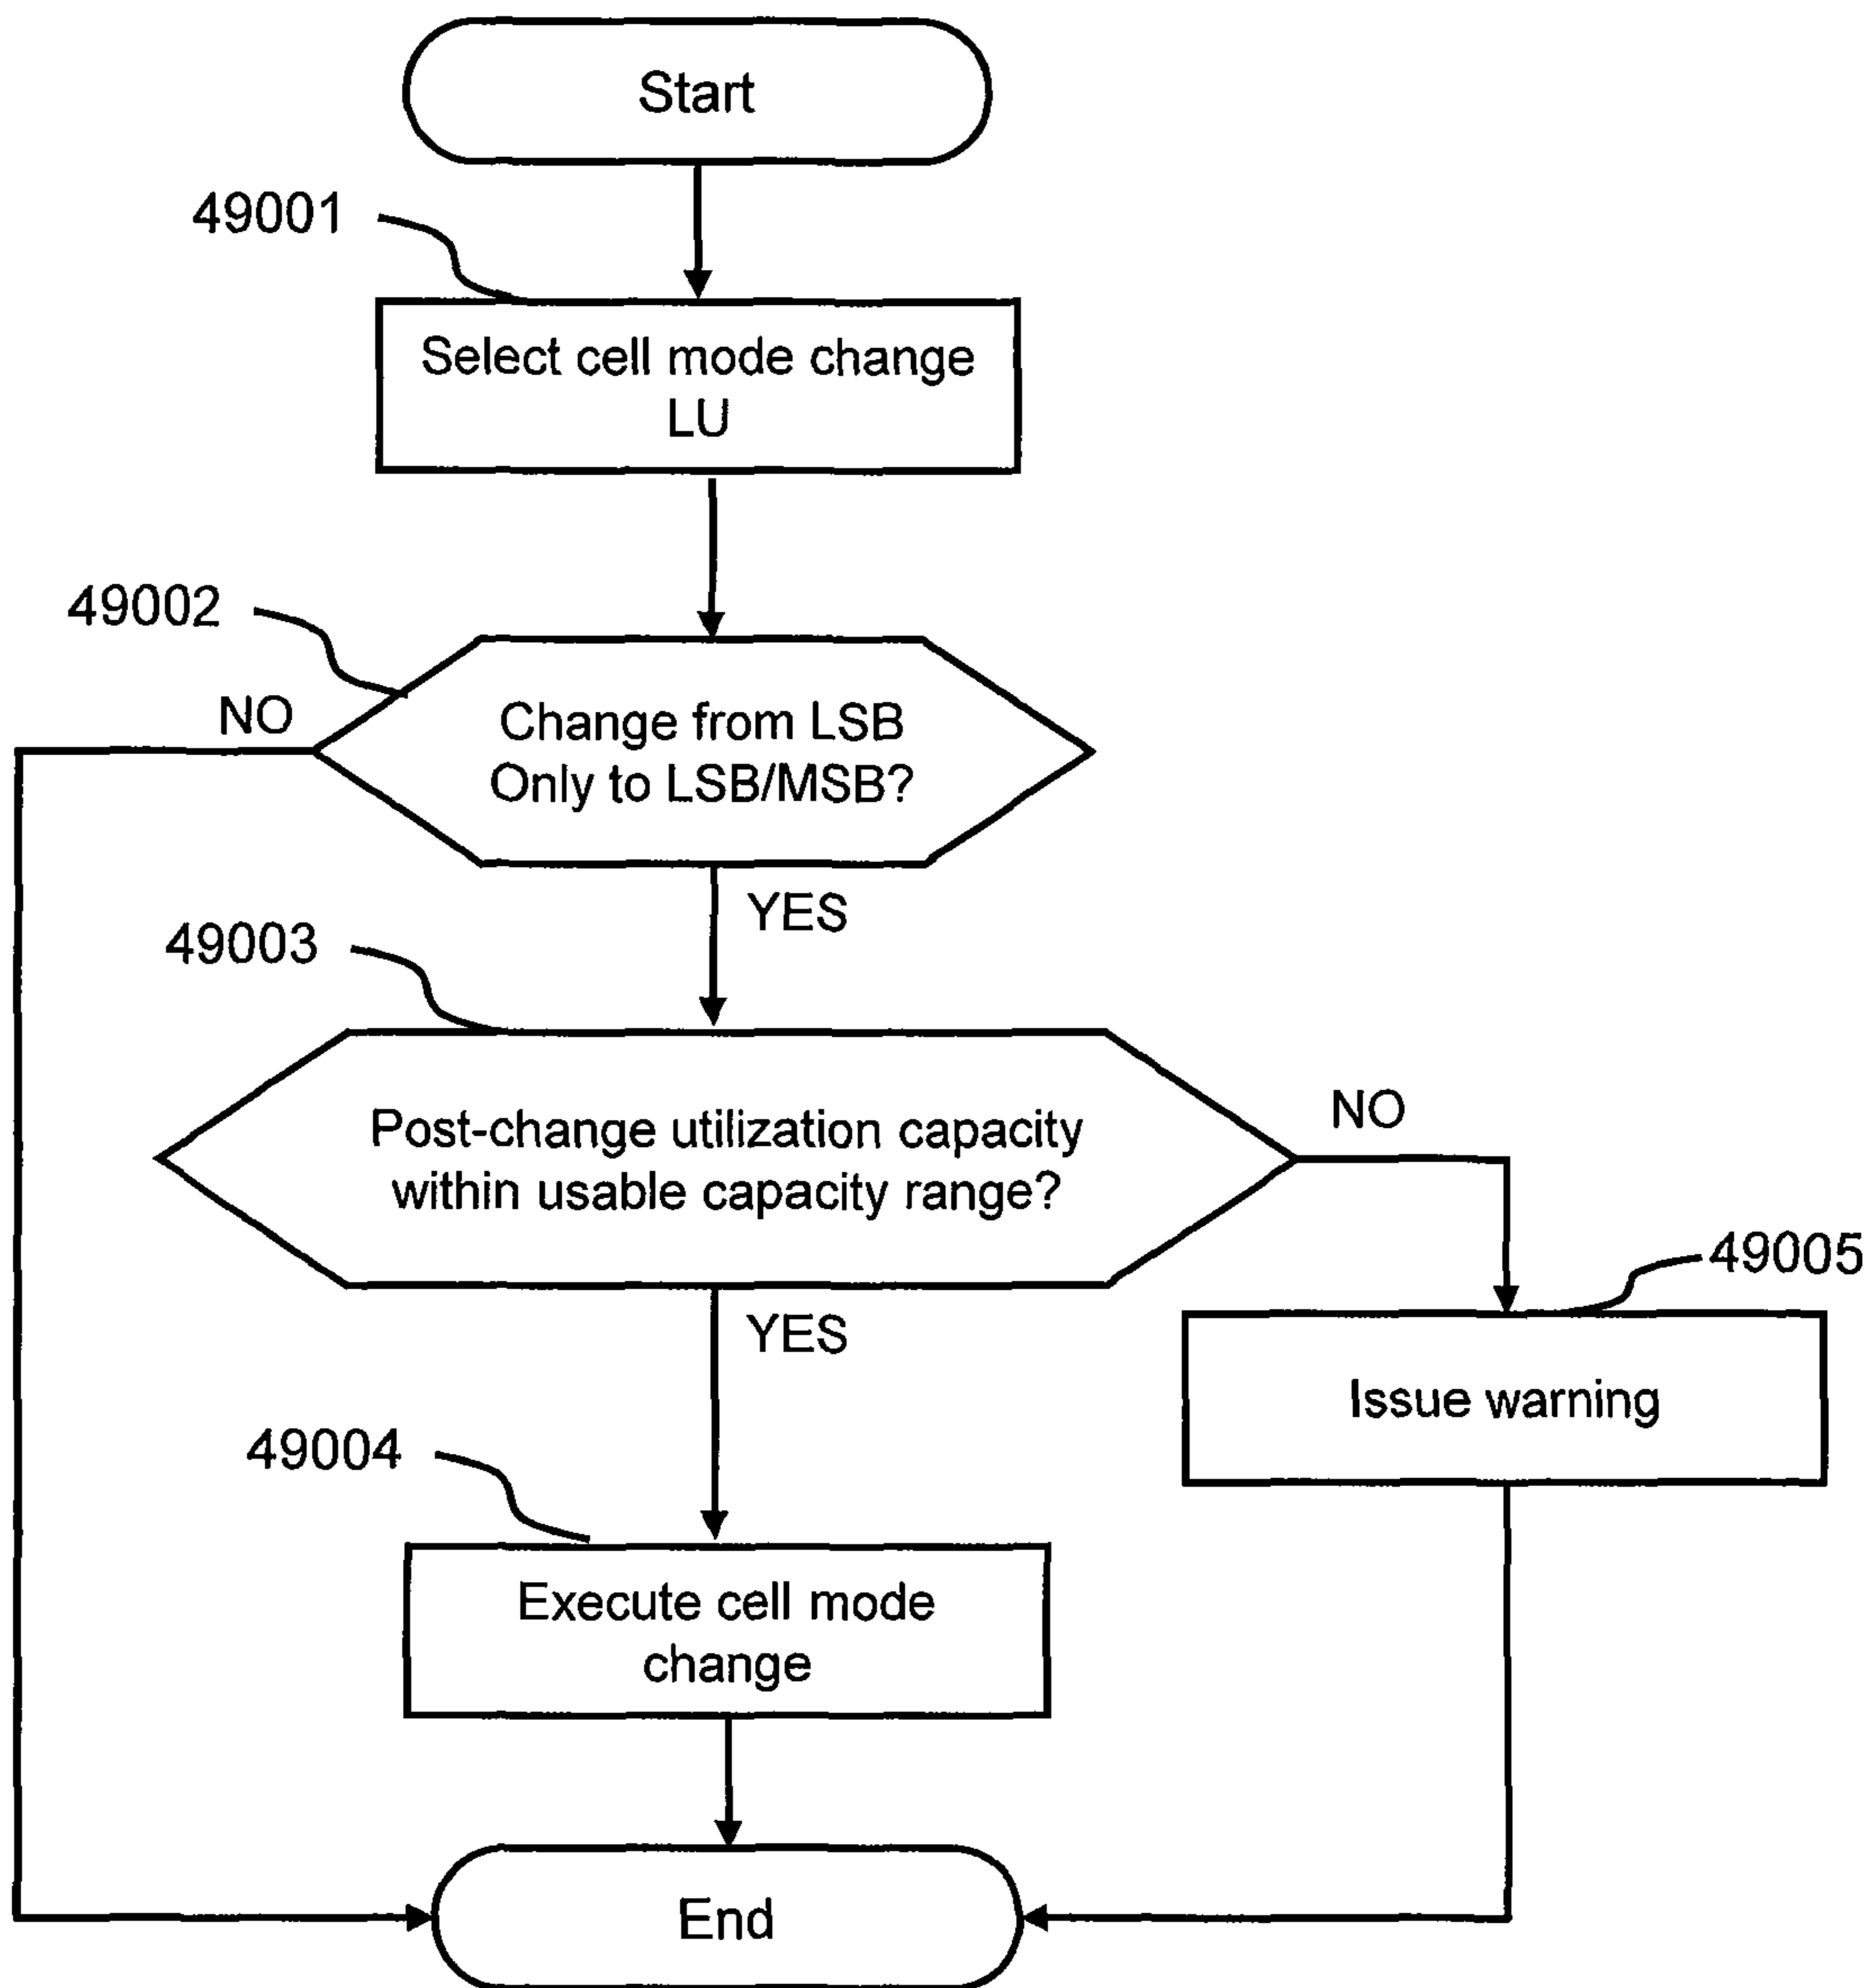 Start
49001
Select cell mode change
LU
49002
NO
Change from LSB
Only to LSB/MSB?
YES
49003
NO
Post-change utilization capacity
within usable capacity range?
49005
YES
Issue warning
49004
Execute cell mode
change
End